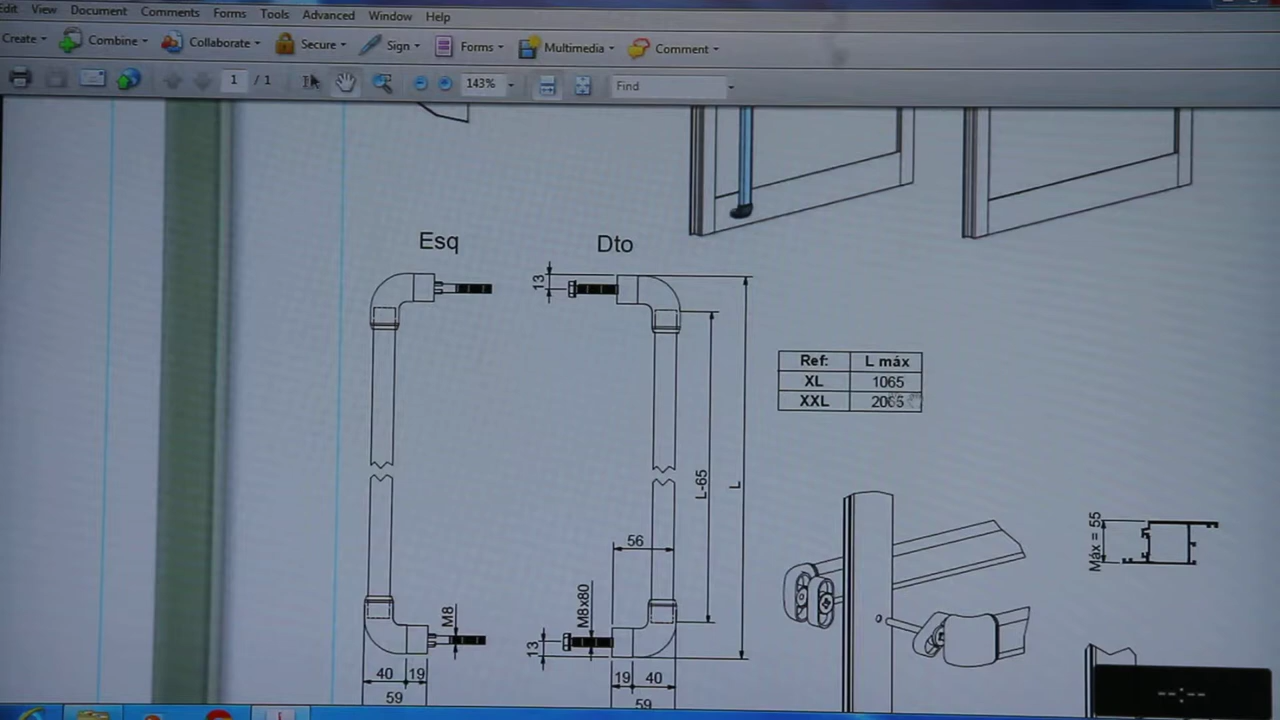 Edit View Document Comments Forms Tools Advanced Window Help
Create Combine Collaborate Secure Sign Forms Multimedia Comment
1 / 1 143% Find
Esq Dto
13
Ref: L máx
XL 1065
XXL 2065
L-65
L
Máx = 55
56
M8
M8x80
13
40 19
19 40
59
59
--:--